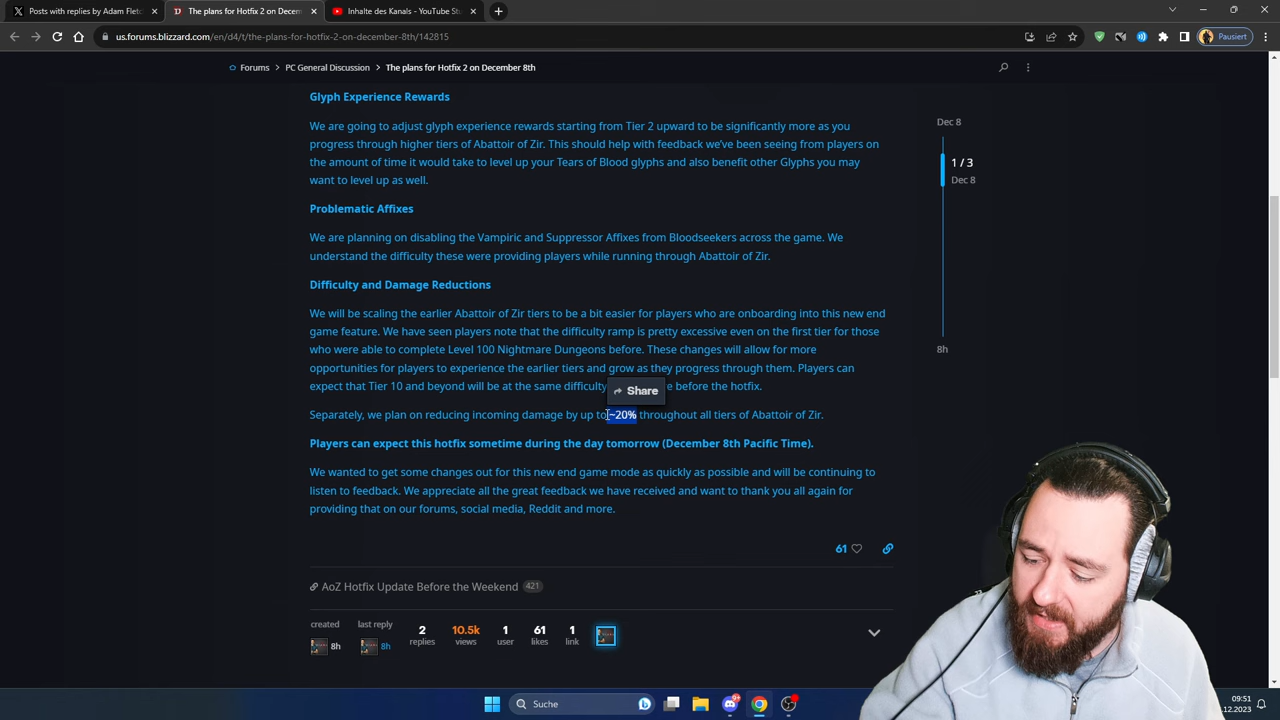 Posts with replies by Adam Fletc
The plans for Hotfix 2 on Decem
Inhalte des Kanals - YouTube Stu
us.forums.blizzard.com/en/d4/t/the-plans-for-hotfix-2-on-december-8th/142815
Pausiert
Forums > PC General Discussion > The plans for Hotfix 2 on December 8th
Glyph Experience Rewards
We are going to adjust glyph experience rewards starting from Tier 2 upward to be significantly more as you
progress through higher tiers of Abattoir of Zir. This should help with feedback we've been seeing from players on
the amount of time it would take to level up your Tears of Blood glyphs and also benefit other Glyphs you may
want to level up as well.
Problematic Affixes
We are planning on disabling the Vampiric and Suppressor Affixes from Bloodseekers across the game. We
understand the difficulty these were providing players while running through Abattoir of Zir.
Difficulty and Damage Reductions
We will be scaling the earlier Abattoir of Zir tiers to be a bit easier for players who are onboarding into this new end
game feature. We have seen players note that the difficulty ramp is pretty excessive even on the first tier for those
who were able to complete Level 100 Nightmare Dungeons before. These changes will allow for more
opportunities for players to experience the earlier tiers and grow as they progress through them. Players can
expect that Tier 10 and beyond will be at the same difficulty e before the hotfix.
Share
Separately, we plan on reducing incoming damage by up to ~20% throughout all tiers of Abattoir of Zir.
Players can expect this hotfix sometime during the day tomorrow (December 8th Pacific Time).
We wanted to get some changes out for this new end game mode as quickly as possible and will be continuing to
listen to feedback. We appreciate all the great feedback we have received and want to thank you all again for
providing that on our forums, social media, Reddit and more.
61
AoZ Hotfix Update Before the Weekend 421
created last reply 2 10.5k 1 61 1
8h 8h replies views user likes link
Dec 8
1 / 3
Dec 8
8h
Suche
09:51
.12.2023